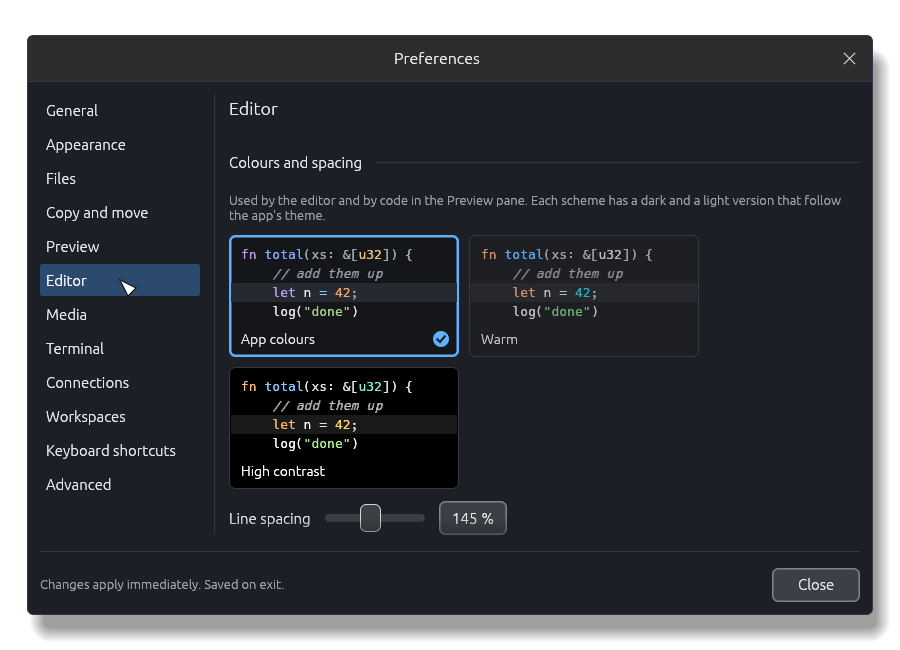 Preferences
General
Appearance
Files
Copy and move
Preview
Editor
Media
Terminal
Connections
Workspaces
Keyboard shortcuts
Advanced
Editor
Colours and spacing
Used by the editor and by code in the Preview pane. Each scheme has a dark and a light version that follow
the app's theme.
fn total(xs: &[u32]) {
    // add them up
    let n = 42;
    log("done")
App colours
fn total(xs: &[u32]) {
    // add them up
    let n = 42;
    log("done")
Warm
fn total(xs: &[u32]) {
    // add them up
    let n = 42;
    log("done")
High contrast
Line spacing
145 %
Changes apply immediately. Saved on exit.
Close